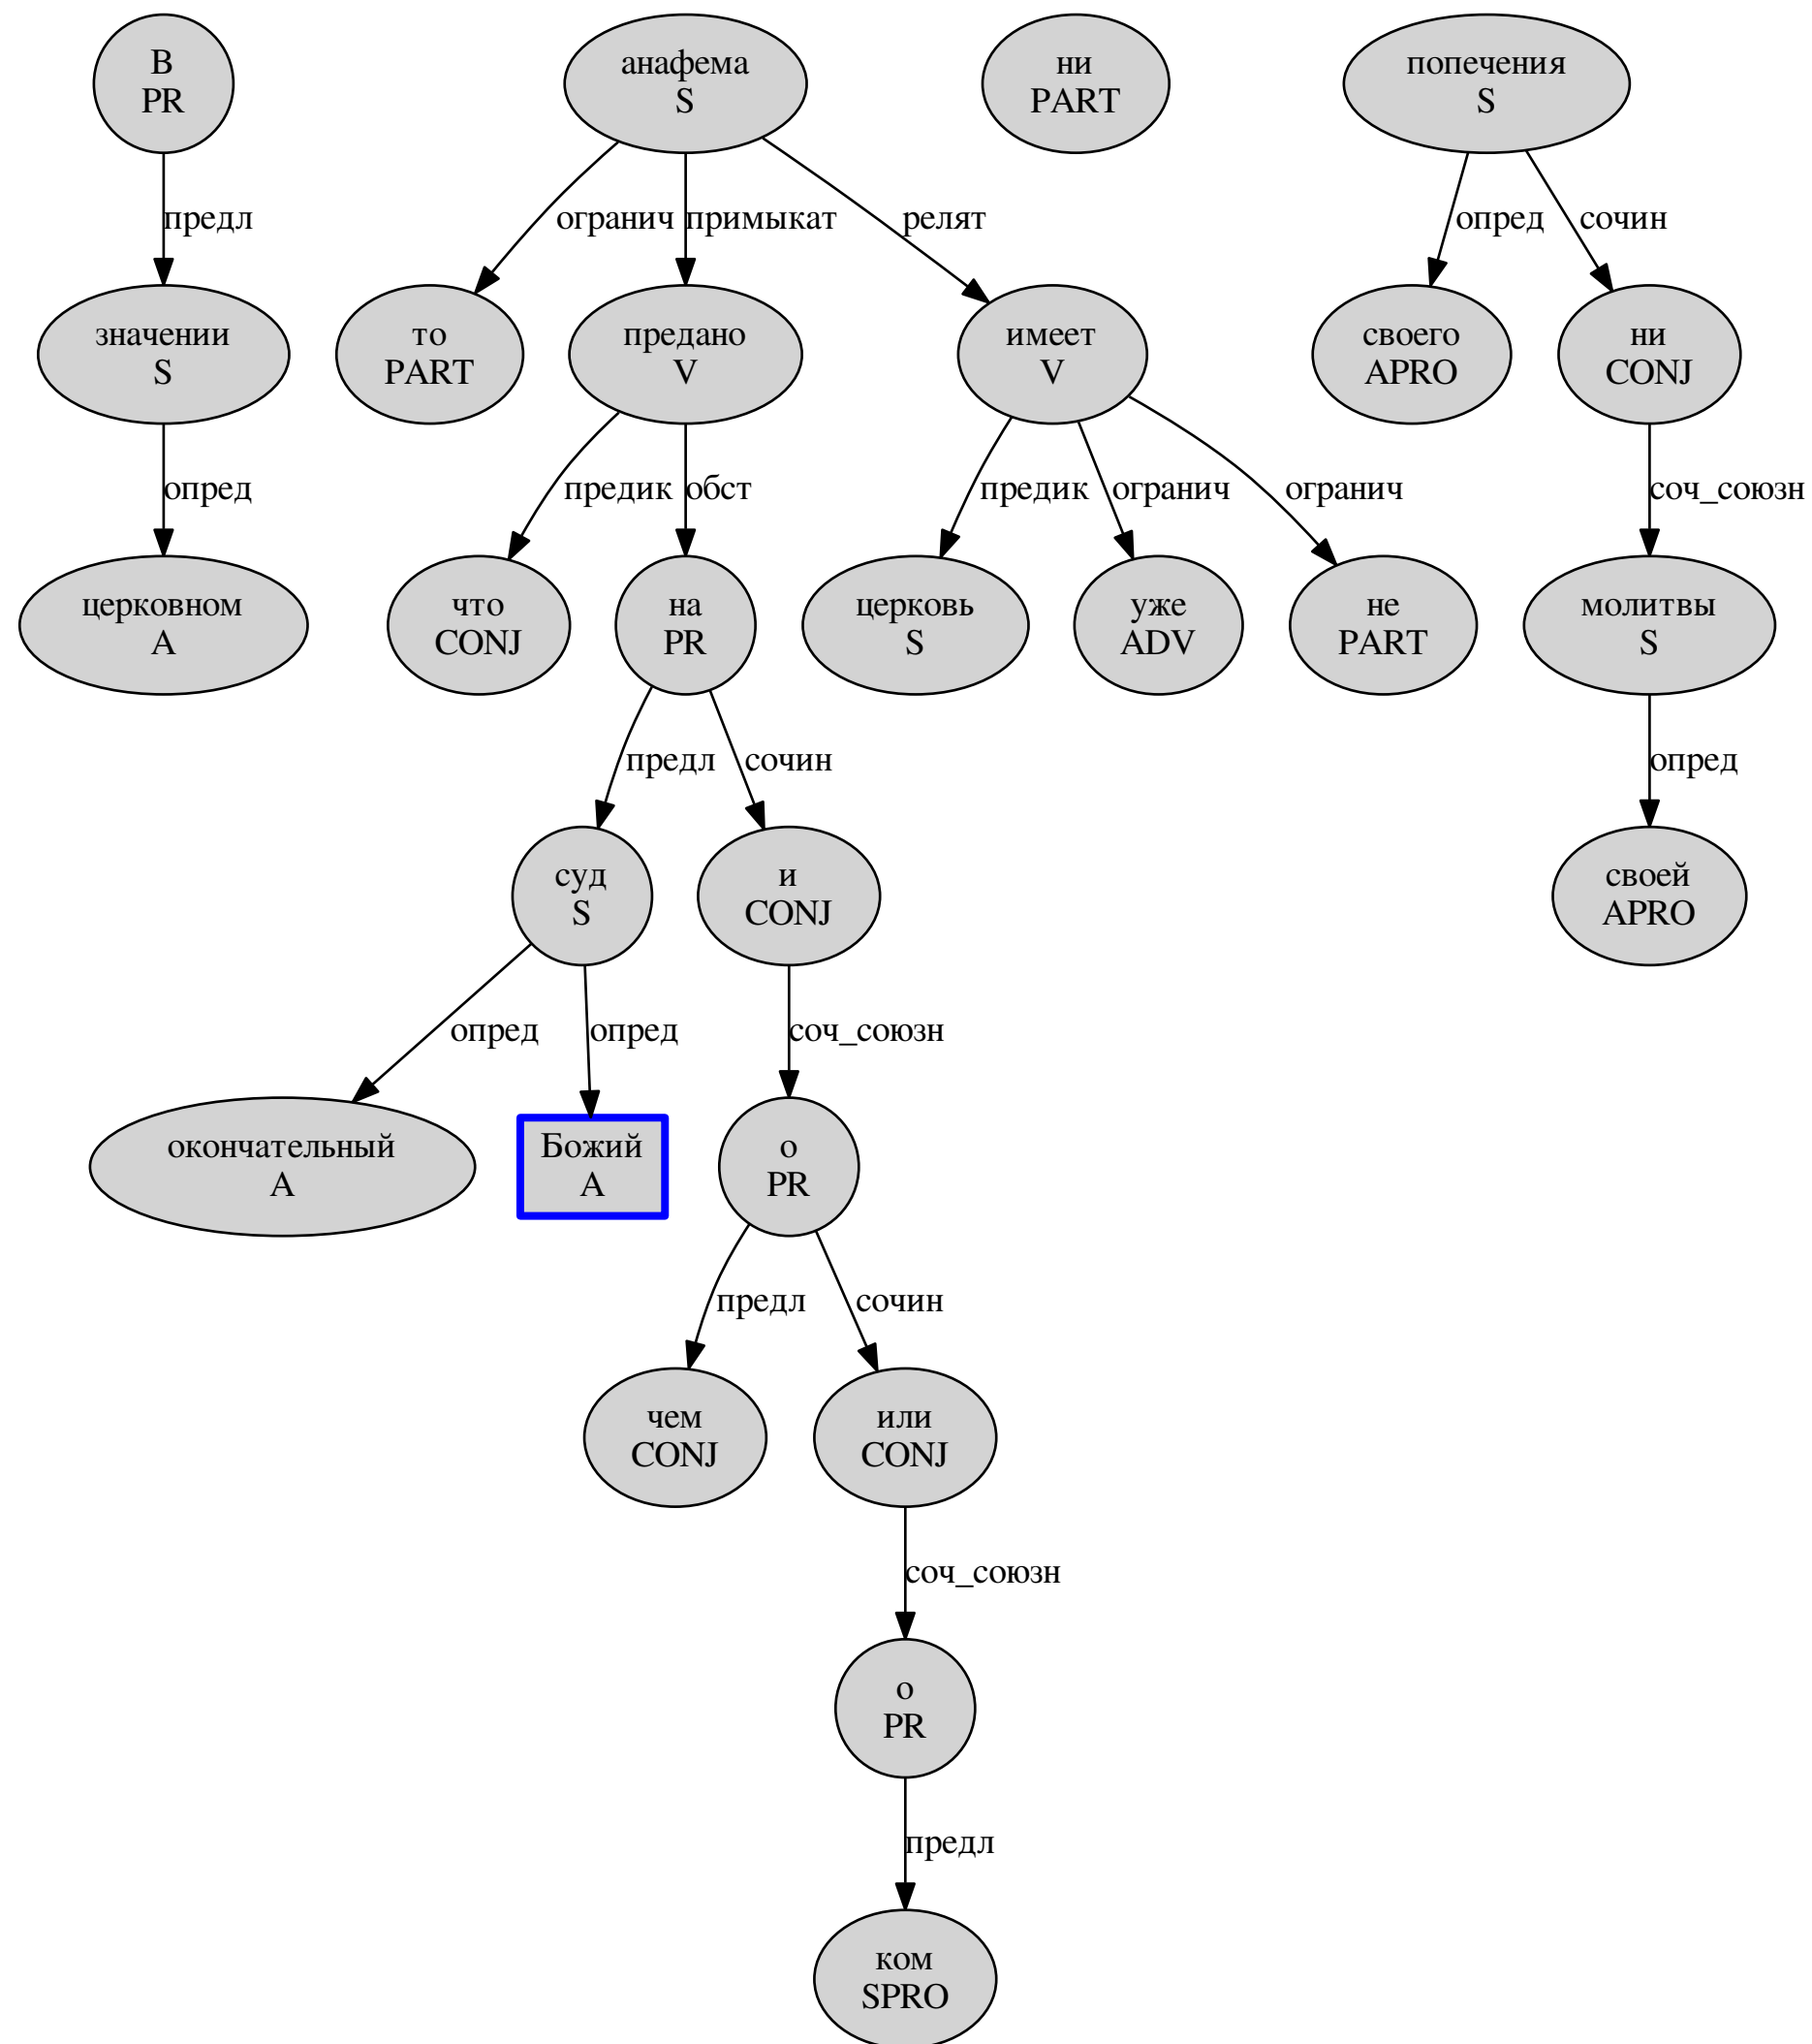 В
PR
анафема
S
ни
PART
попечения
S
предл
огранич
примыкат
релят
опред
сочин
значении
S
то
PART
предано
V
имеет
V
своего
APRO
ни
CONJ
опред
предик
обст
предик
огранич
огранич
соч_союзн
церковном
A
что
CONJ
на
PR
церковь
S
уже
ADV
не
PART
молитвы
S
предл
сочин
опред
суд
S
и
CONJ
своей
APRO
опред
опред
соч_союзн
окончательный
A
Божий
A
о
PR
предл
сочин
чем
CONJ
или
CONJ
соч_союзн
о
PR
предл
ком
SPRO